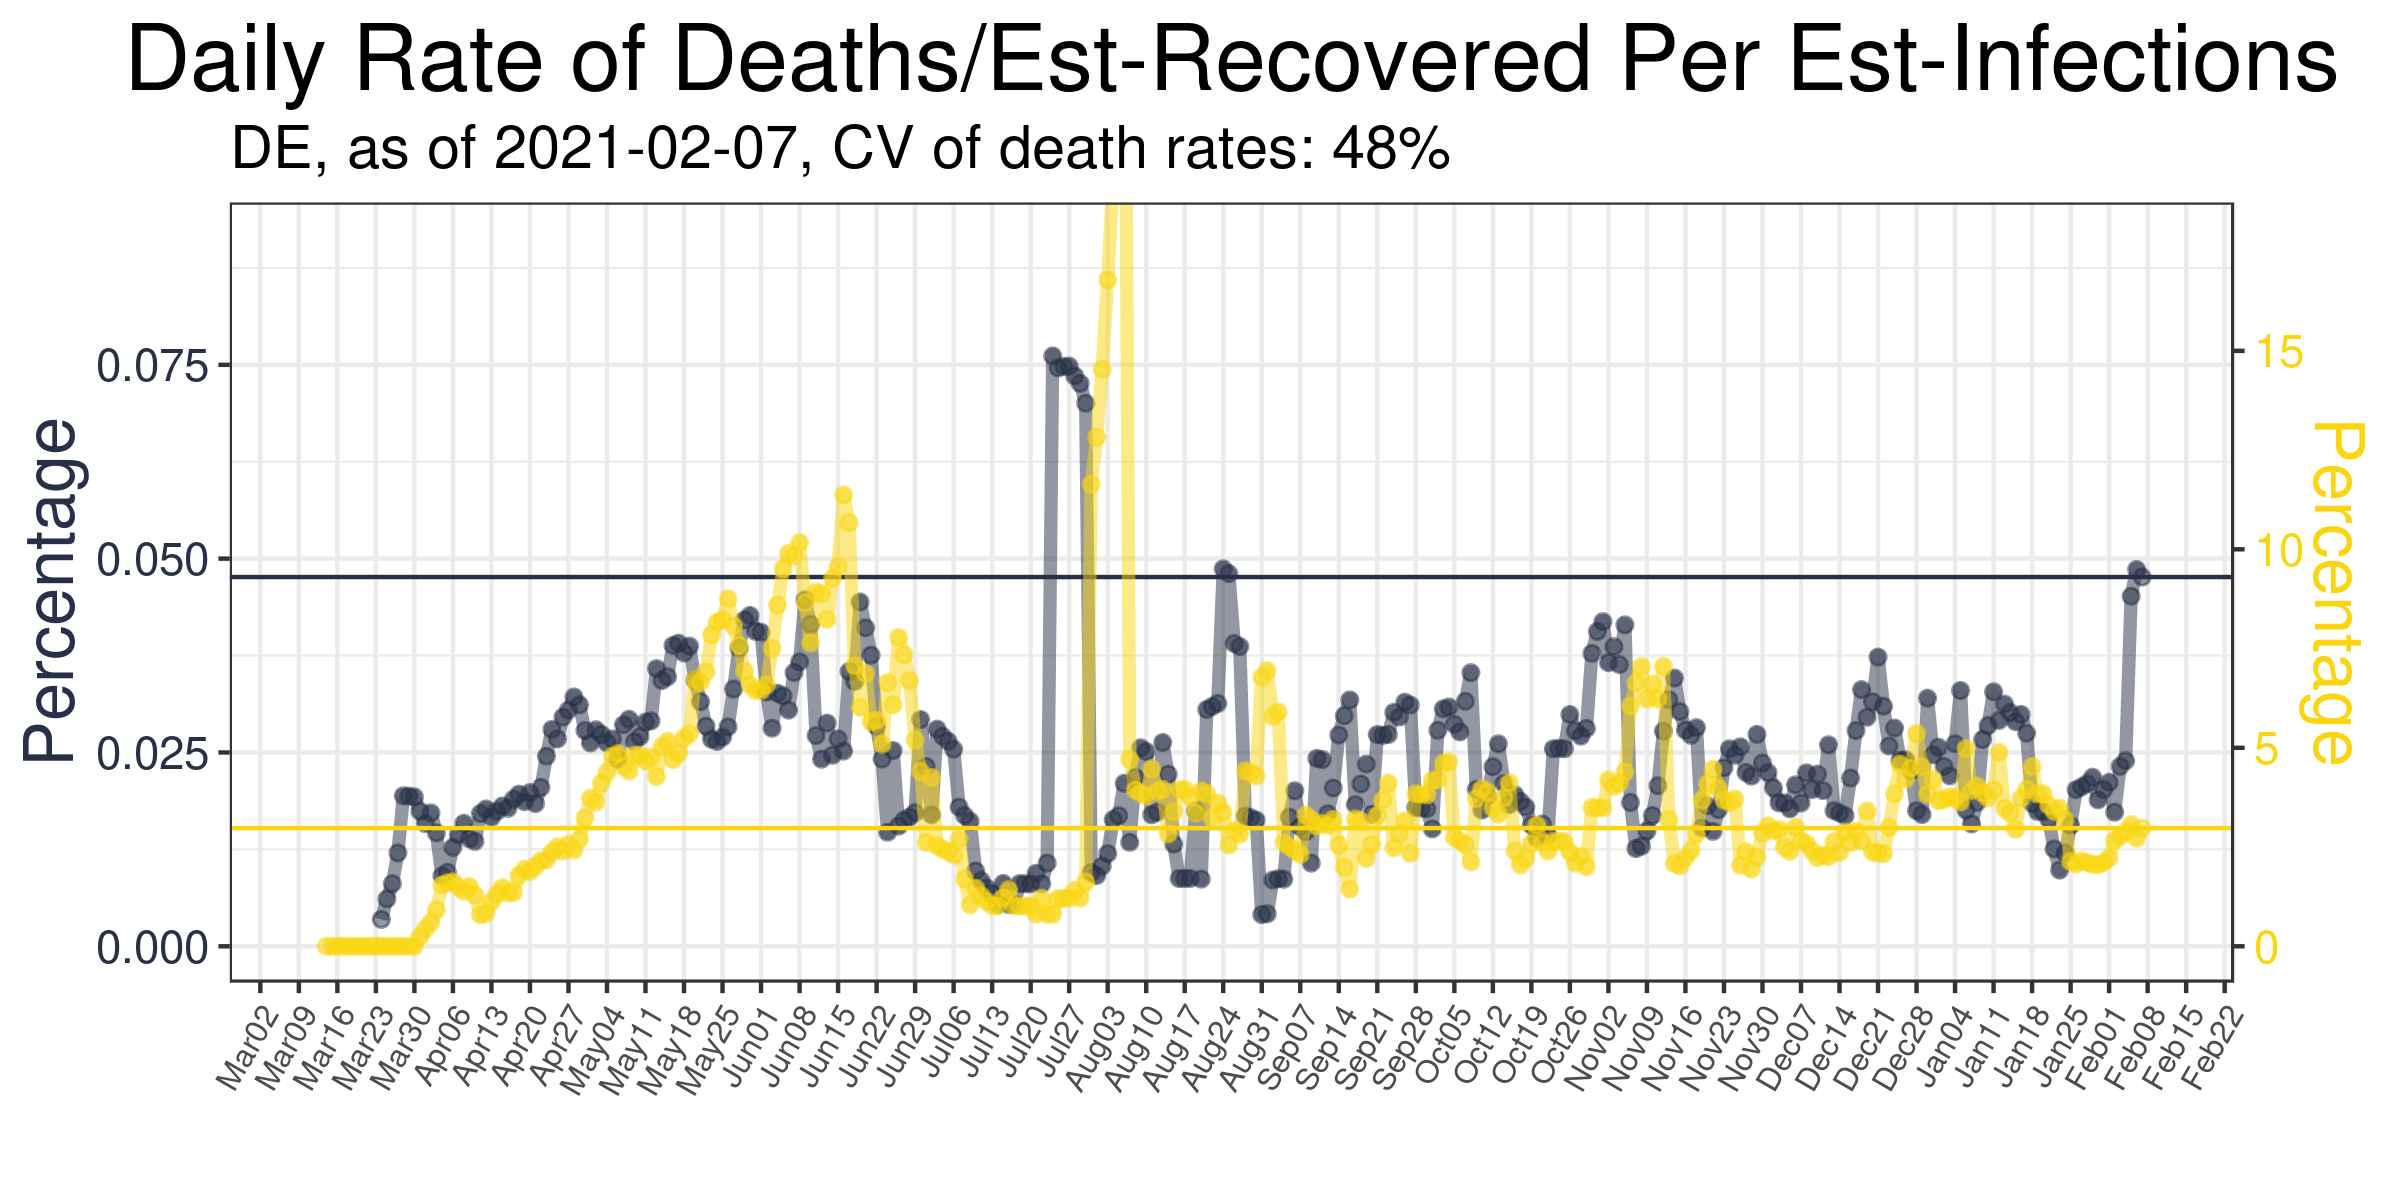 Daily Rate of Deaths/Est-Recovered Per Est-Infections
DE, as of 2021-02-07, CV of death rates: 48%
Percentage
0.075
0.050
0.025
0.000
15
10
5
0
Percentage
Mar02
Mar09
Mar16
Mar23
Mar30
Apr06
Apr13
Apr20
Apr27
May04
May11
May18
May25
Jun01
Jun08
Jun15
Jun22
Jun29
Jul06
Jul13
Jul20
Jul27
Aug03
Aug10
Aug17
Aug24
Aug31
Sep07
Sep14
Sep21
Sep28
Oct05
Oct12
Oct19
Oct26
Nov02
Nov09
Nov16
Nov23
Nov30
Dec07
Dec14
Dec21
Dec28
Jan04
Jan11
Jan18
Jan25
Feb01
Feb08
Feb15
Feb22